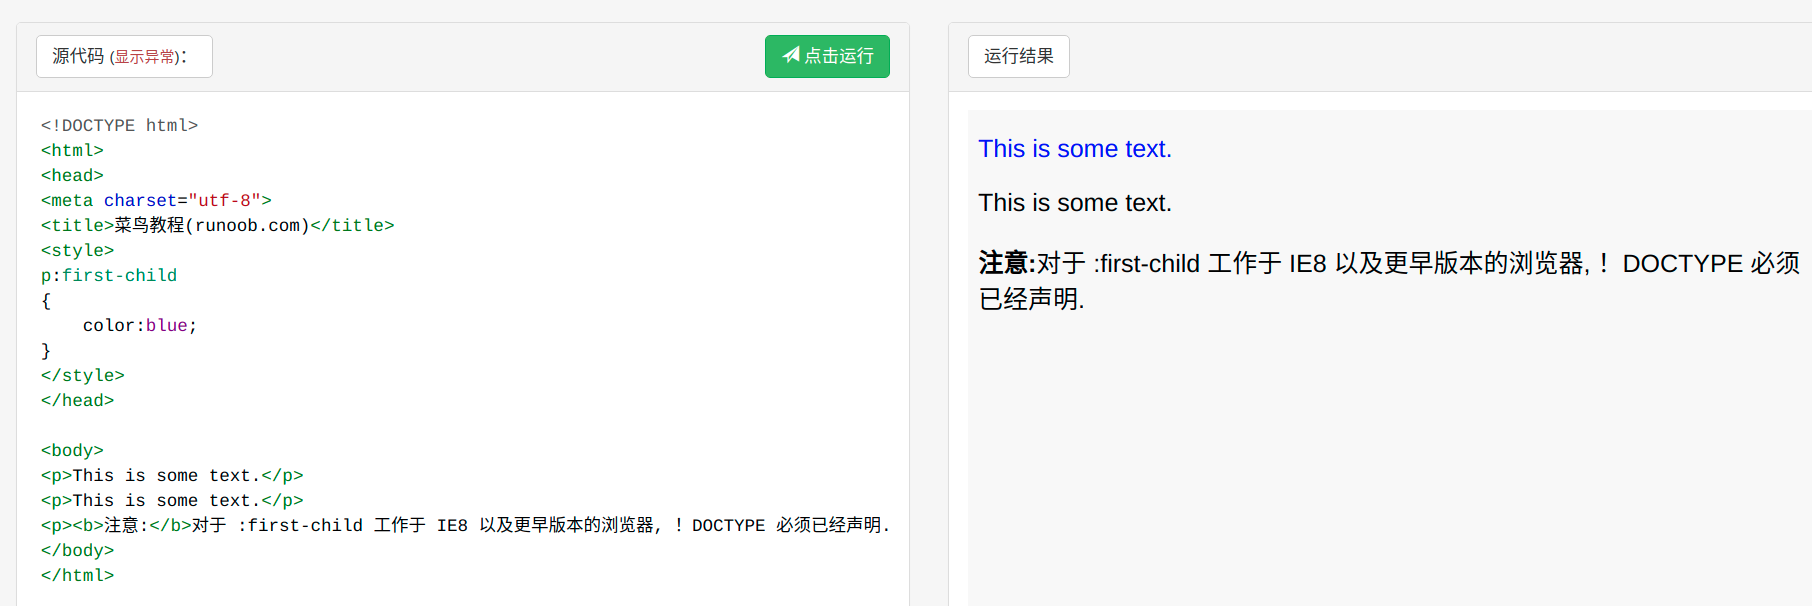 源代码 (显示异常)：
点击运行
<!DOCTYPE html>
<html>
<head>
<meta charset="utf-8">
<title>菜鸟教程(runoob.com)</title>
<style>
p:first-child
{
    color:blue;
}
</style>
</head>

<body>
<p>This is some text.</p>
<p>This is some text.</p>
<p><b>注意:</b>对于 :first-child 工作于 IE8 以及更早版本的浏览器, ！DOCTYPE 必须已经声明.
</body>
</html>
运行结果
This is some text.
This is some text.
注意:对于 :first-child 工作于 IE8 以及更早版本的浏览器, ！DOCTYPE 必须
已经声明.